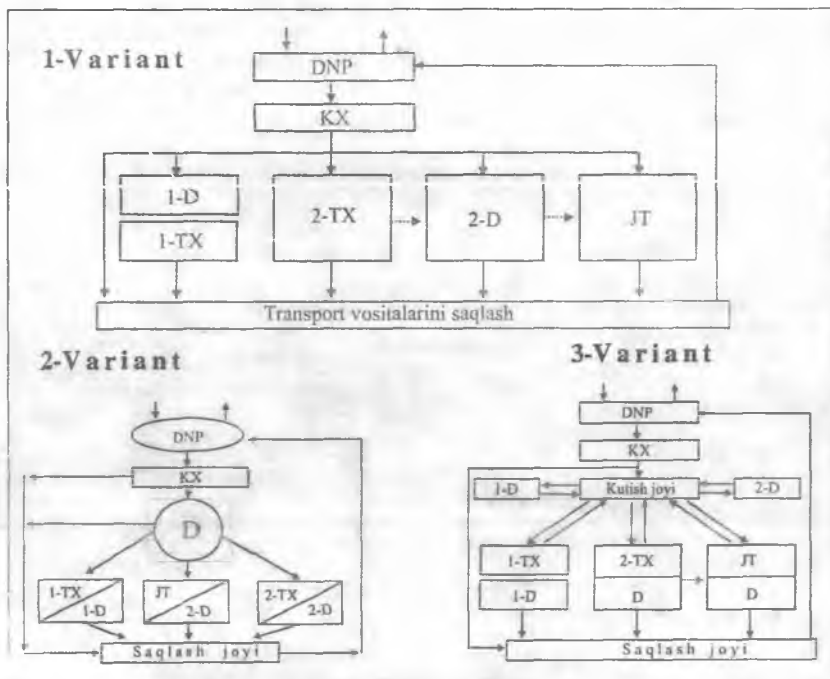 1-Variant
DNP
KX
1-D
1-TX
2-TX
2-D
JT
Transport vositalarini saqlash
2-Variant
DNP
KX
D
1-TX
1-D
JT
2-D
2-TX
2-D
Saqlash joyi
3-Variant
DNP
KX
1-D
Kutish joyi
2-D
1-TX
1-D
2-TX
D
JT
D
Saqlash joyi